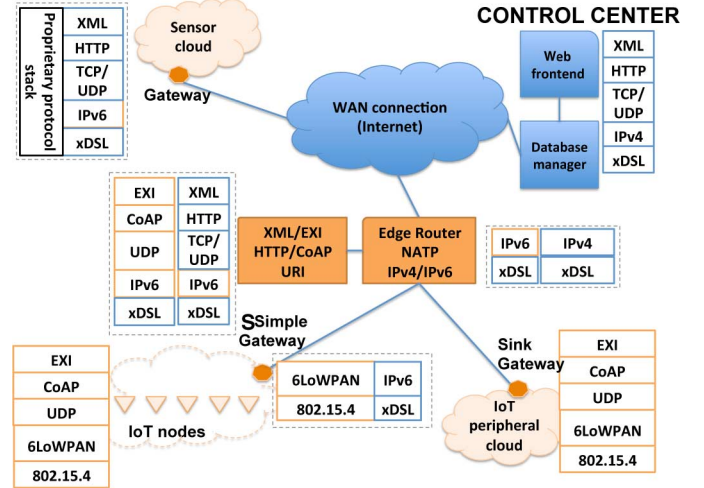 CONTROL CENTER
Proprietary protocol
stack
XML
HTTP
TCP/
UDP
IPv6
xDSL
Sensor
cloud
Gateway
WAN connection
(Internet)
Web
frontend
Database
manager
XML
HTTP
TCP/
UDP
IPv4
xDSL
EXI
CoAP
UDP
IPv6
xDSL
XML
HTTP
TCP/
UDP
IPv6
xDSL
XML/EXI
HTTP/CoAP
URI
Edge Router
NATP
IPv4/IPv6
IPv6 IPv4
xDSL xDSL
SSimple
Gateway
Sink
Gateway
EXI
CoAP
UDP
6LoWPAN
802.15.4
IoT nodes
6LoWPAN IPv6
802.15.4 xDSL
IoT
peripheral
cloud
EXI
CoAP
UDP
6LoWPAN
802.15.4